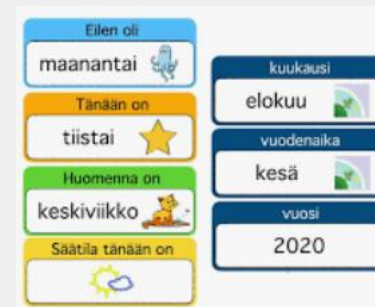 Eilen oli
maanantai
Tänään on
tiistai
Huomenna on
keskiviikko
Säätila tänään on
kuukausi
elokuu
vuodenaika
kesä
vuosi
2020